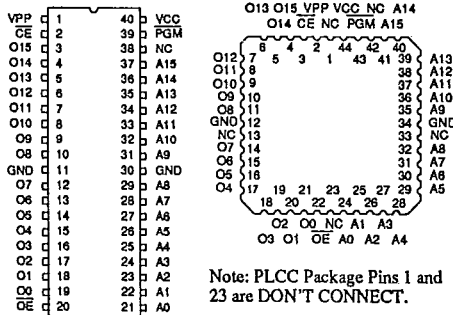 VPP 1 40 VCC
CE 2 39 PGM
O15 3 38 NC
O14 4 37 A15
O13 5 36 A14
O12 6 35 A13
O11 7 34 A12
O10 8 33 A11
O9 9 32 A10
O8 10 31 A9
GND 11 30 GND
O7 12 29 A8
O6 13 28 A7
O5 14 27 A6
O4 15 26 A5
O3 16 25 A4
O2 17 24 A3
O1 18 23 A2
O0 19 22 A1
OE 20 21 A0
O13 O15 VPP VCC NC A14
O14 CE NC PGM A15
6 4 2 44 42 40
5 3 1 43 41
O12 7 39 A13
O11 8 38 A12
O10 9 37 A11
O9 10 36 A10
O8 11 35 A9
GND 12 34 GND
NC 13 33 NC
O7 14 32 A8
O6 15 31 A7
O5 16 30 A6
O4 17 29 A5
19 21 23 25 27
18 20 22 24 26 28
O2 O0 NC A1 A3
O3 O1 OE A0 A2 A4
Note: PLCC Package Pins 1 and
23 are DON'T CONNECT.